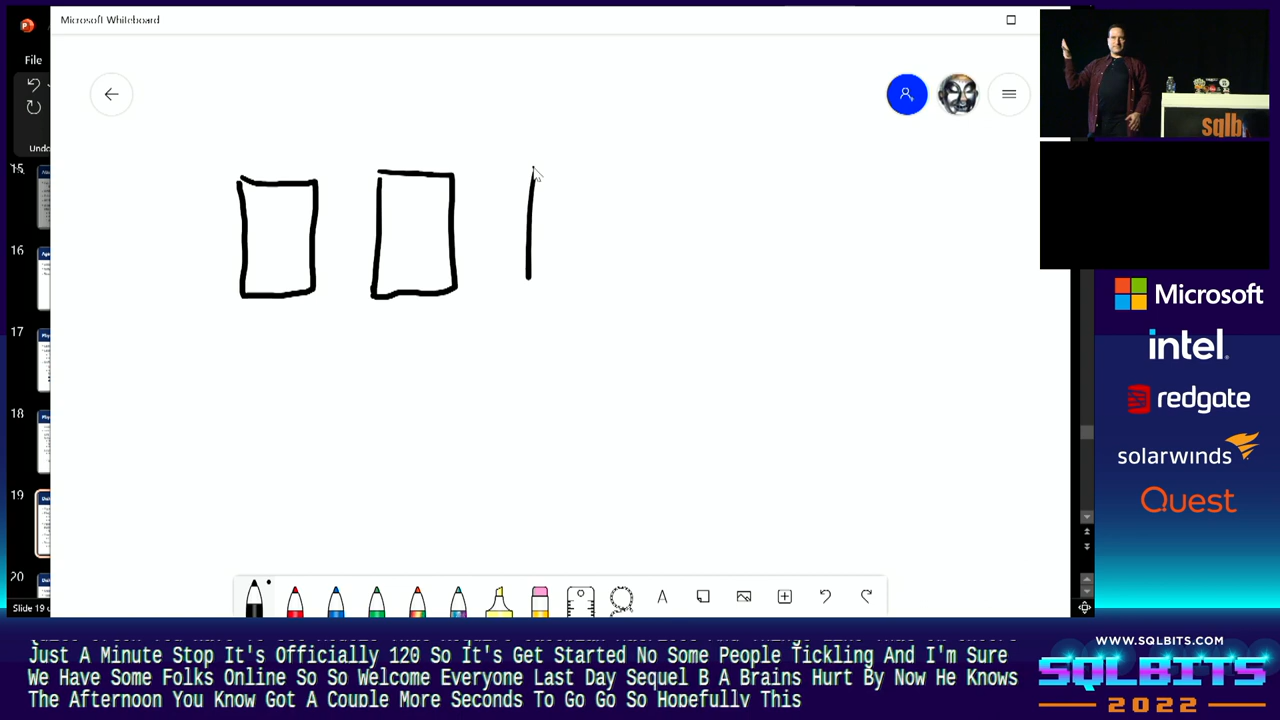 Microsoft Whiteboard
File
Undo
15
16
17
18
19
20
Slide 19 o
A
sqlb
Microsoft
intel.
redgate
solarwinds
Quest
WWW.SQLBITS.COM
SQLBITS
2022
Just A Minute Stop It's Officially 120 So It's Get Started No Some People Tickling And I'm Sure
We Have Some Folks Online So So Welcome Everyone Last Day Sequel B A Brains Hurt By Now He Knows
The Afternoon You Know Got A Couple More Seconds To Go Go So Hopefully This